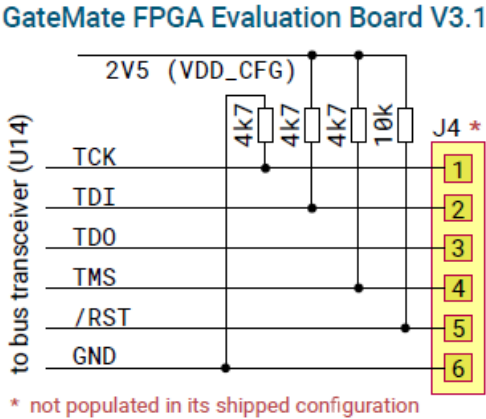 GateMate FPGA Evaluation Board V3.1
2V5 (VDD_CFG)
4k7
4k7
4k7
10k
J4 *
to bus transceiver (U14)
TCK
1
TDI
2
TDO
3
TMS
4
/RST
5
GND
6
* not populated in its shipped configuration